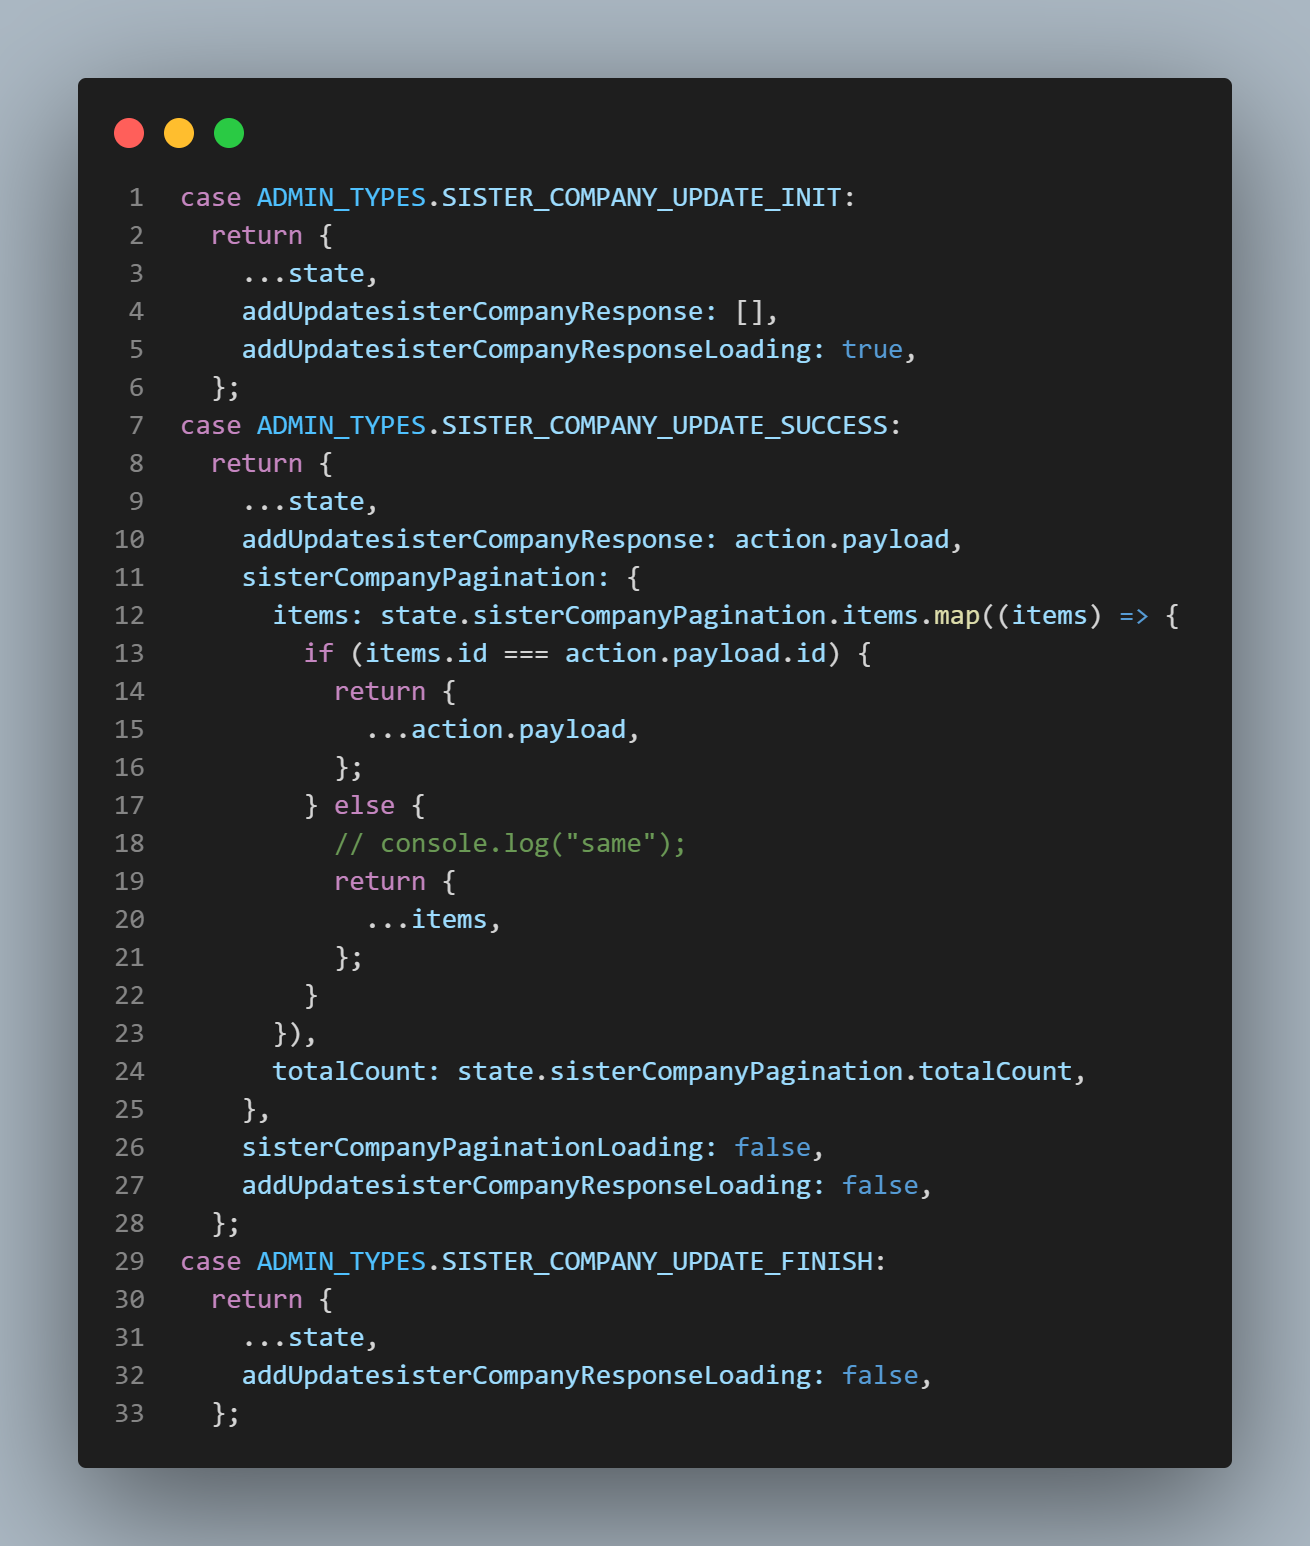 1 case ADMIN_TYPES.SISTER_COMPANY_UPDATE_INIT:
2   return {
3     ...state,
4     addUpdatesisterCompanyResponse: [],
5     addUpdatesisterCompanyResponseLoading: true,
6   };
7 case ADMIN_TYPES.SISTER_COMPANY_UPDATE_SUCCESS:
8   return {
9     ...state,
10     addUpdatesisterCompanyResponse: action.payload,
11     sisterCompanyPagination: {
12       items: state.sisterCompanyPagination.items.map((items) => {
13         if (items.id === action.payload.id) {
14           return {
15             ...action.payload,
16           };
17         } else {
18           // console.log("same");
19           return {
20             ...items,
21           };
22         }
23       }),
24       totalCount: state.sisterCompanyPagination.totalCount,
25     },
26     sisterCompanyPaginationLoading: false,
27     addUpdatesisterCompanyResponseLoading: false,
28   };
29 case ADMIN_TYPES.SISTER_COMPANY_UPDATE_FINISH:
30   return {
31     ...state,
32     addUpdatesisterCompanyResponseLoading: false,
33   };